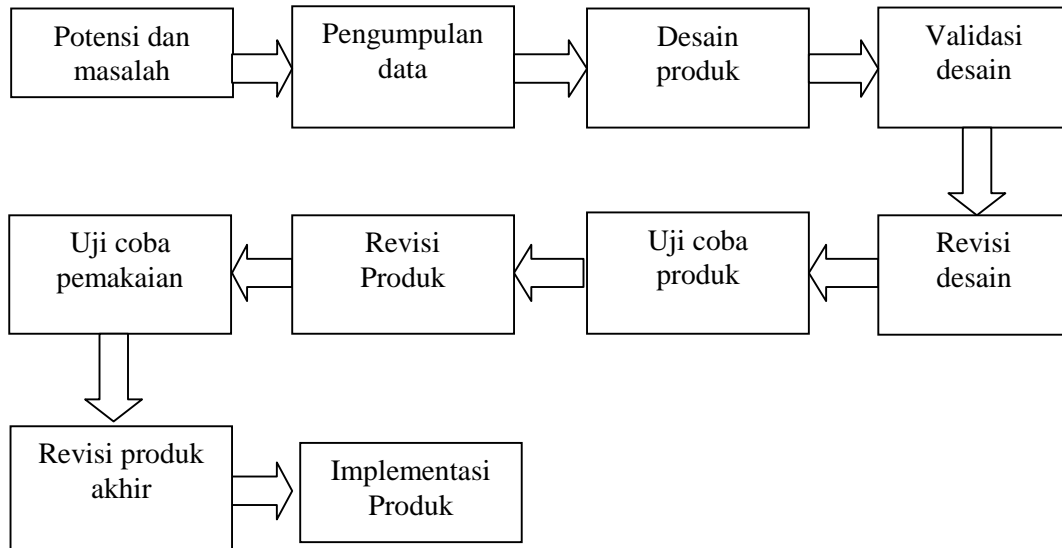 Potensi dan
masalah
Pengumpulan
data
Desain
produk
Validasi
desain
Revisi
desain
Uji coba
produk
Revisi
Produk
Uji coba
pemakaian
Revisi produk
akhir
Implementasi
Produk